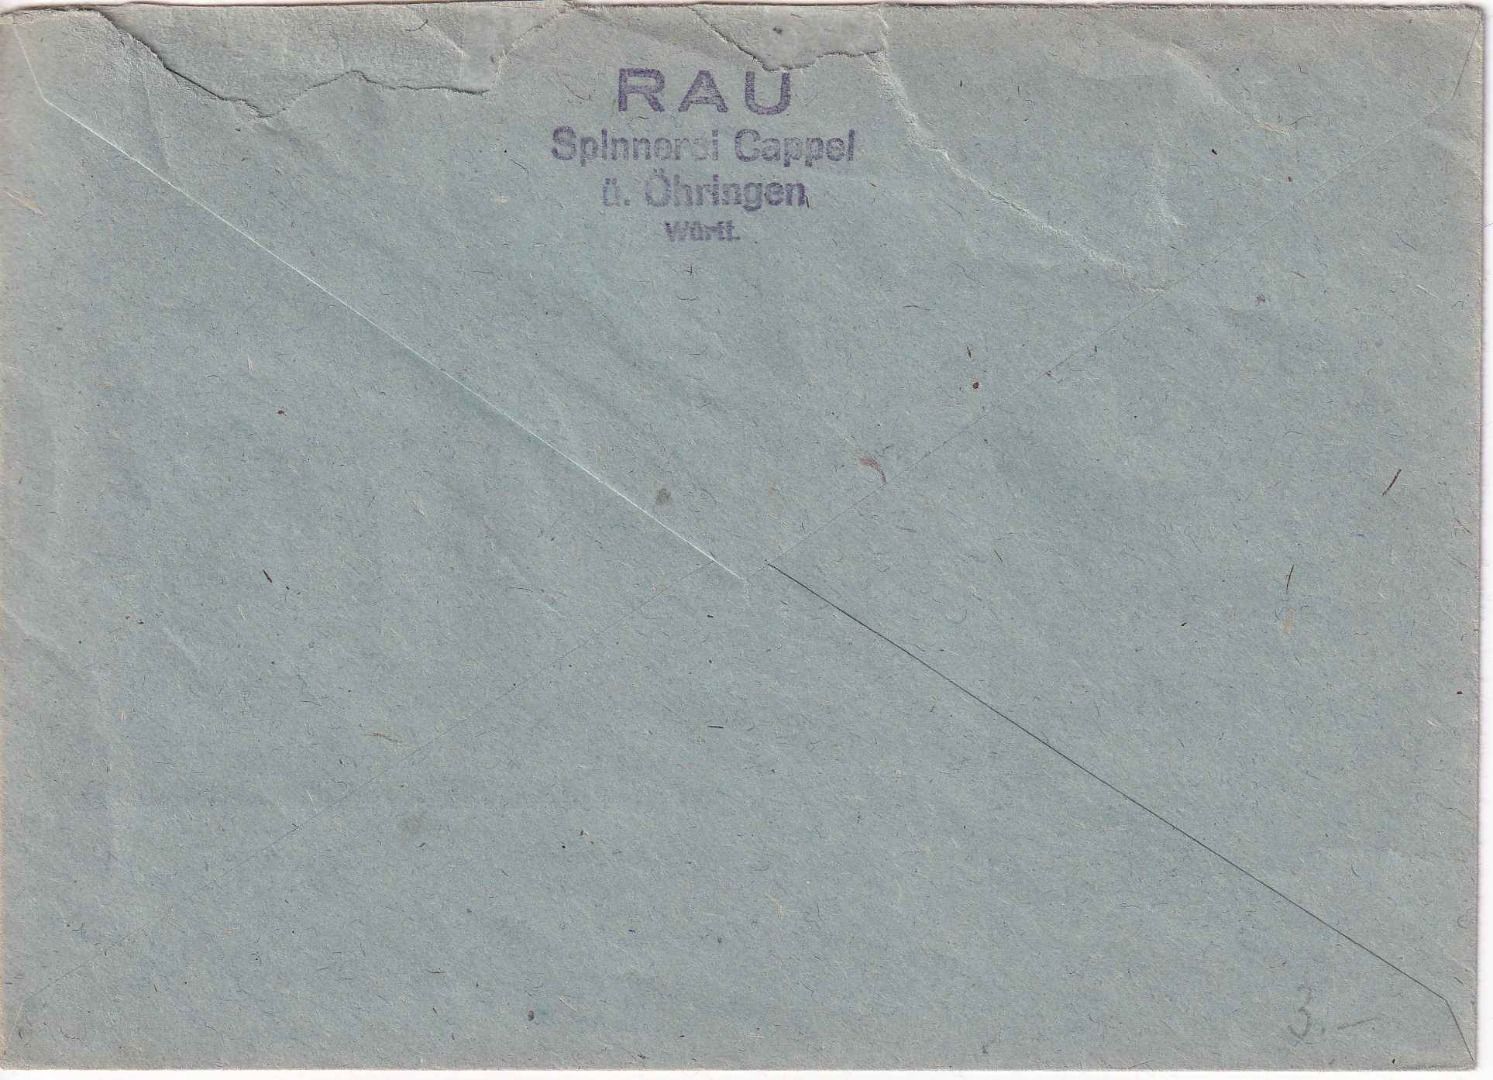 RAU
Spinnerei Cappel
ü. Öhringen
Württ.
3.—